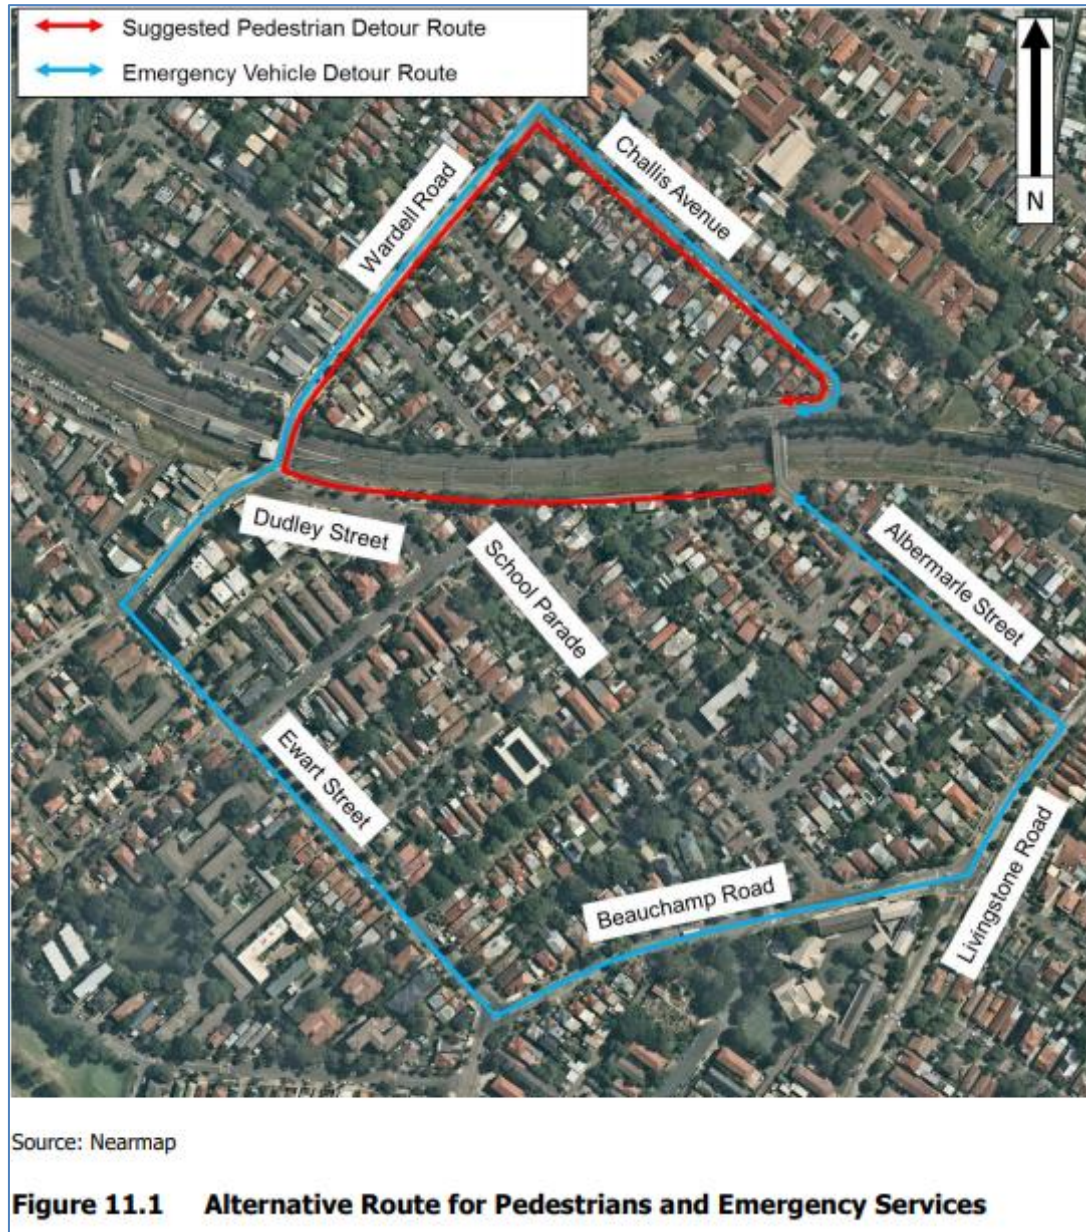 Suggested Pedestrian Detour Route
Emergency Vehicle Detour Route
N
Challis Avenue
Wardell Road
Dudley Street
School Parade
Albermarle Street
Ewart Street
Beauchamp Road
Livingstone Road
Source: Nearmap
Figure 11.1 Alternative Route for Pedestrians and Emergency Services